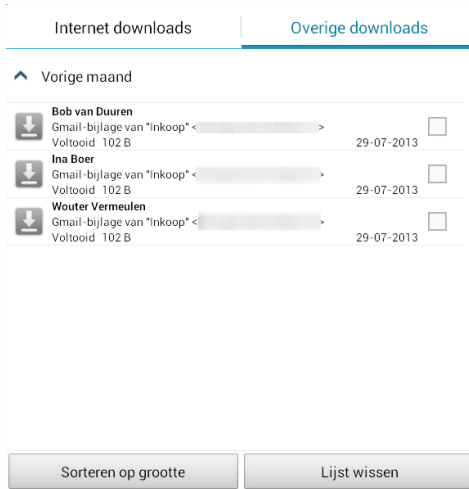 Internet downloads
Overige downloads
Vorige maand
Bob van Duuren
Gmail-bijlage van "Inkoop" < >
Voltooid 102 B 29-07-2013
Ina Boer
Gmail-bijlage van "Inkoop" < >
Voltooid 102 B 29-07-2013
Wouter Vermeulen
Gmail-bijlage van "Inkoop" < >
Voltooid 102 B 29-07-2013
Sorteren op grootte
Lijst wissen